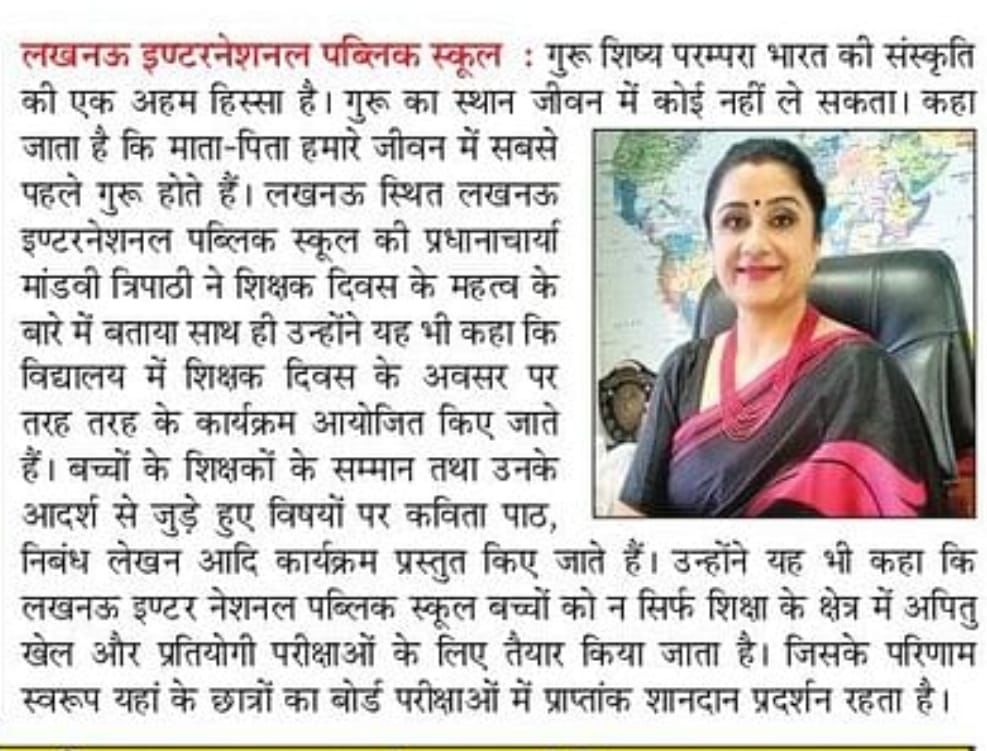 लखनऊ इण्टरनेशनल पब्लिक स्कूल : गुरू शिष्य परम्परा भारत की संस्कृति
की एक अहम हिस्सा है। गुरू का स्थान जीवन में कोई नहीं ले सकता। कहा
जाता है कि माता-पिता हमारे जीवन में सबसे
पहले गुरू होते हैं। लखनऊ स्थित लखनऊ
इण्टरनेशनल पब्लिक स्कूल की प्रधानाचार्या
मांडवी त्रिपाठी ने शिक्षक दिवस के महत्व के
बारे में बताया साथ ही उन्होंने यह भी कहा कि
विद्यालय में शिक्षक दिवस के अवसर पर
तरह तरह के कार्यक्रम आयोजित किए जाते
हैं। बच्चों के शिक्षकों के सम्मान तथा उनके
आदर्श से जुड़े हुए विषयों पर कविता पाठ,
निबंध लेखन आदि कार्यक्रम प्रस्तुत किए जाते हैं। उन्होंने यह भी कहा कि
लखनऊ इण्टर नेशनल पब्लिक स्कूल बच्चों को न सिर्फ शिक्षा के क्षेत्र में अपितु
खेल और प्रतियोगी परीक्षाओं के लिए तैयार किया जाता है। जिसके परिणाम
स्वरूप यहां के छात्रों का बोर्ड परीक्षाओं में प्राप्तांक शानदान प्रदर्शन रहता है।